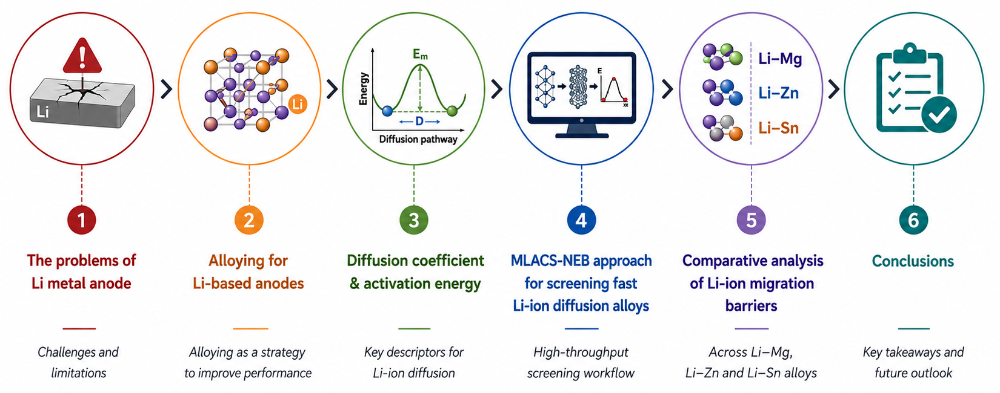 !
Li
Li
Energy
Em
D
Diffusion pathway
E
Li–Mg
Li–Zn
Li–Sn
1
2
3
4
5
6
The problems of
Li metal anode
Alloying for
Li-based anodes
Diffusion coefficient
& activation energy
MLACS-NEB approach
for screening fast
Li-ion diffusion alloys
Comparative analysis
of Li-ion migration
barriers
Conclusions
Challenges and
limitations
Alloying as a strategy
to improve performance
Key descriptors for
Li-ion diffusion
High-throughput
screening workflow
Across Li–Mg,
Li–Zn and Li–Sn alloys
Key takeaways and
future outlook